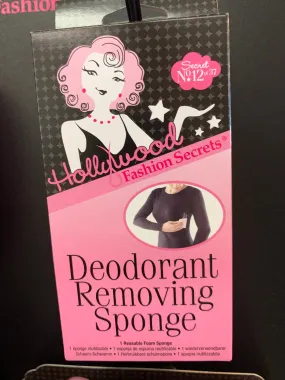 Fashion
Secret
No. 12 of 37
Hollywood
Fashion Secrets®
Deodorant
Removing
Sponge
1 Reusable Foam Sponge